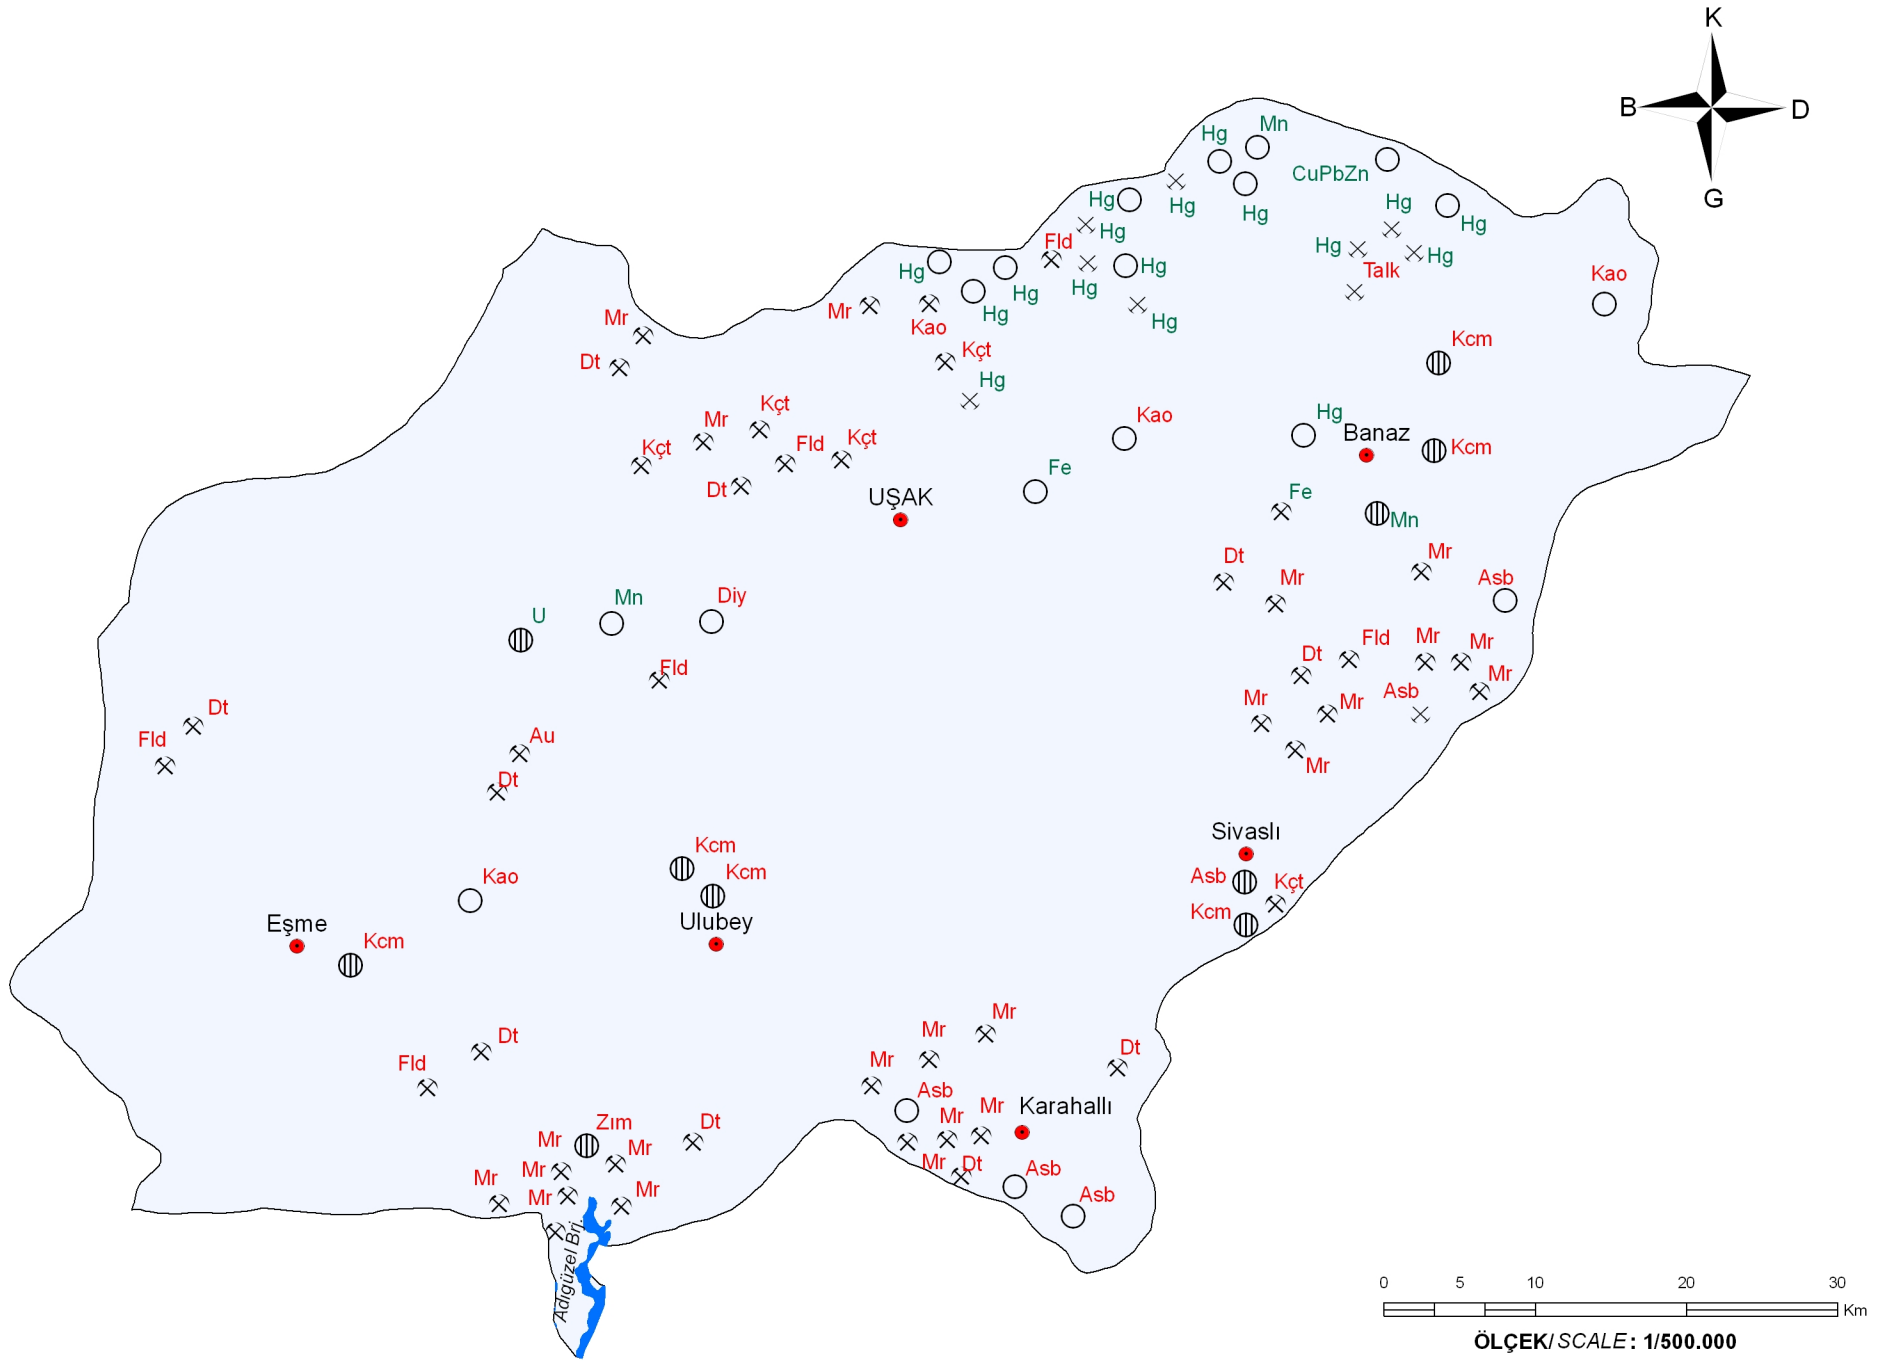 K
B
D
G
Hg
Mn
CuPbZn
Hg
Hg
Hg
Hg
Hg
Hg
Hg
Hg
Hg
Talk
Fld
Hg
Hg
Hg
Hg
Hg
Hg
Kao
Mr
Kao
Mr
Dt
Kçt
Hg
Kcm
Kçt
Mr
Kçt
Fld
Kçt
Dt
Kao
Hg
Banaz
Kcm
Fe
UŞAK
Fe
Mn
Mr
Dt
Mr
Asb
U
Mn
Diy
Fld
Dt
Fld
Mr
Mr
Mr
Asb
Mr
Mr
Mr
Dt
Fld
Au
Dt
Sivaslı
Asb
Kçt
Kcm
Kcm
Kcm
Ulubey
Kao
Eşme
Kcm
Mr
Mr
Mr
Dt
Dt
Fld
Asb
Mr
Mr
Karahallı
Mr
Dt
Asb
Asb
Zım
Dt
Mr
Mr
Mr
Mr
Mr
Mr
Adıgüzel Brj.
0 5 10 20 30
Km
ÖLÇEK/SCALE: 1/500.000